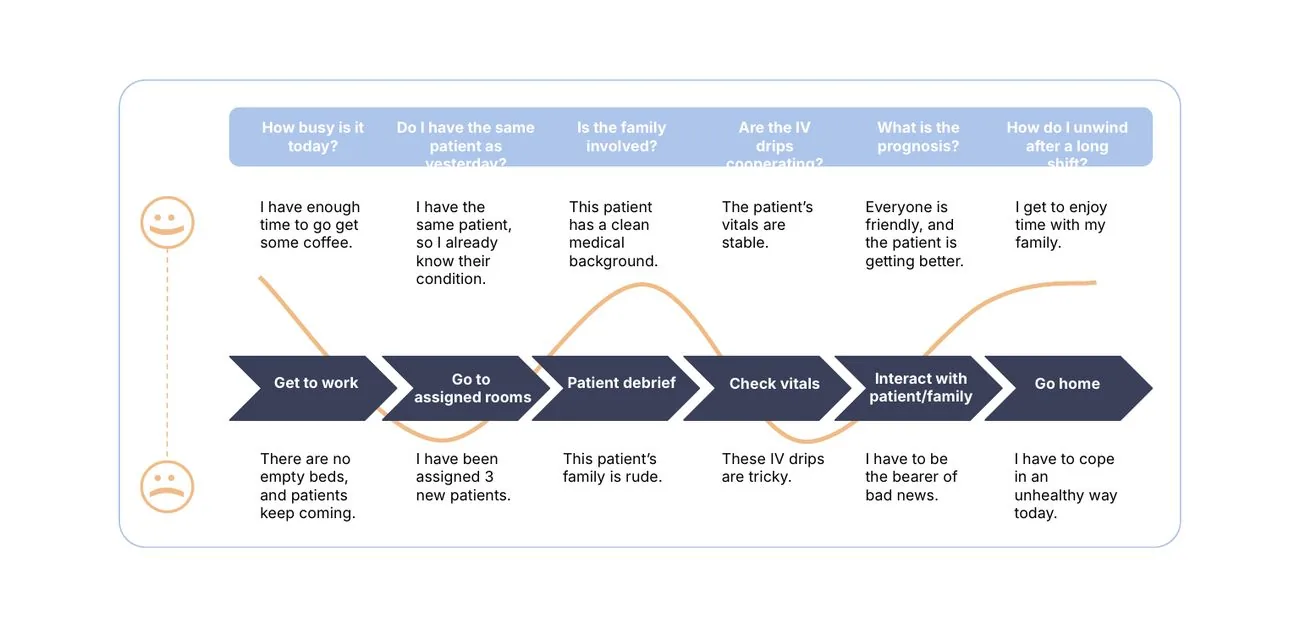 How busy is it
today?
Do I have the same
patient as
yesterday?
Is the family
involved?
Are the IV
drips
cooperating?
What is the
prognosis?
How do I unwind
after a long
shift?
I have enough
time to go get
some coffee.
I have the
same patient,
so I already
know their
condition.
This patient
has a clean
medical
background.
The patient’s
vitals are
stable.
Everyone is
friendly, and
the patient is
getting better.
I get to enjoy
time with my
family.
Get to work
Go to
assigned rooms
Patient debrief
Check vitals
Interact with
patient/family
Go home
There are no
empty beds,
and patients
keep coming.
I have been
assigned 3
new patients.
This patient’s
family is rude.
These IV drips
are tricky.
I have to be
the bearer of
bad news.
I have to cope
in an
unhealthy way
today.